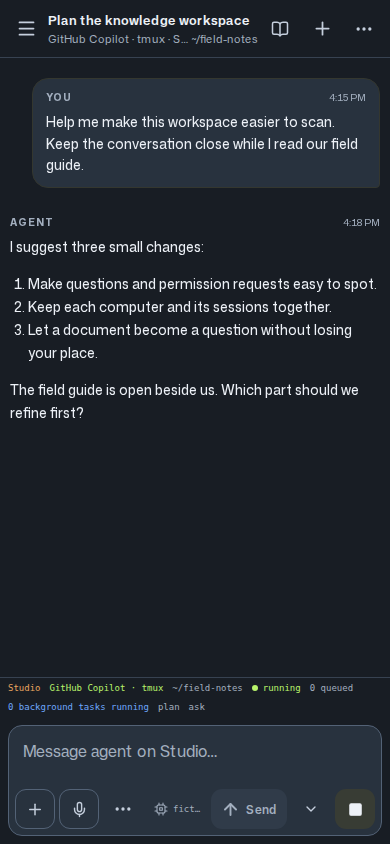 Plan the knowledge workspace
GitHub Copilot · tmux · S... ~/field-notes
YOU 4:15 PM
Help me make this workspace easier to scan.
Keep the conversation close while I read our field
guide.
AGENT 4:18 PM
I suggest three small changes:
1. Make questions and permission requests easy to spot.
2. Keep each computer and its sessions together.
3. Let a document become a question without losing
your place.
The field guide is open beside us. Which part should we
refine first?
Studio GitHub Copilot · tmux ~/field-notes running 0 queued
0 background tasks running plan ask
Message agent on Studio...
fict... Send